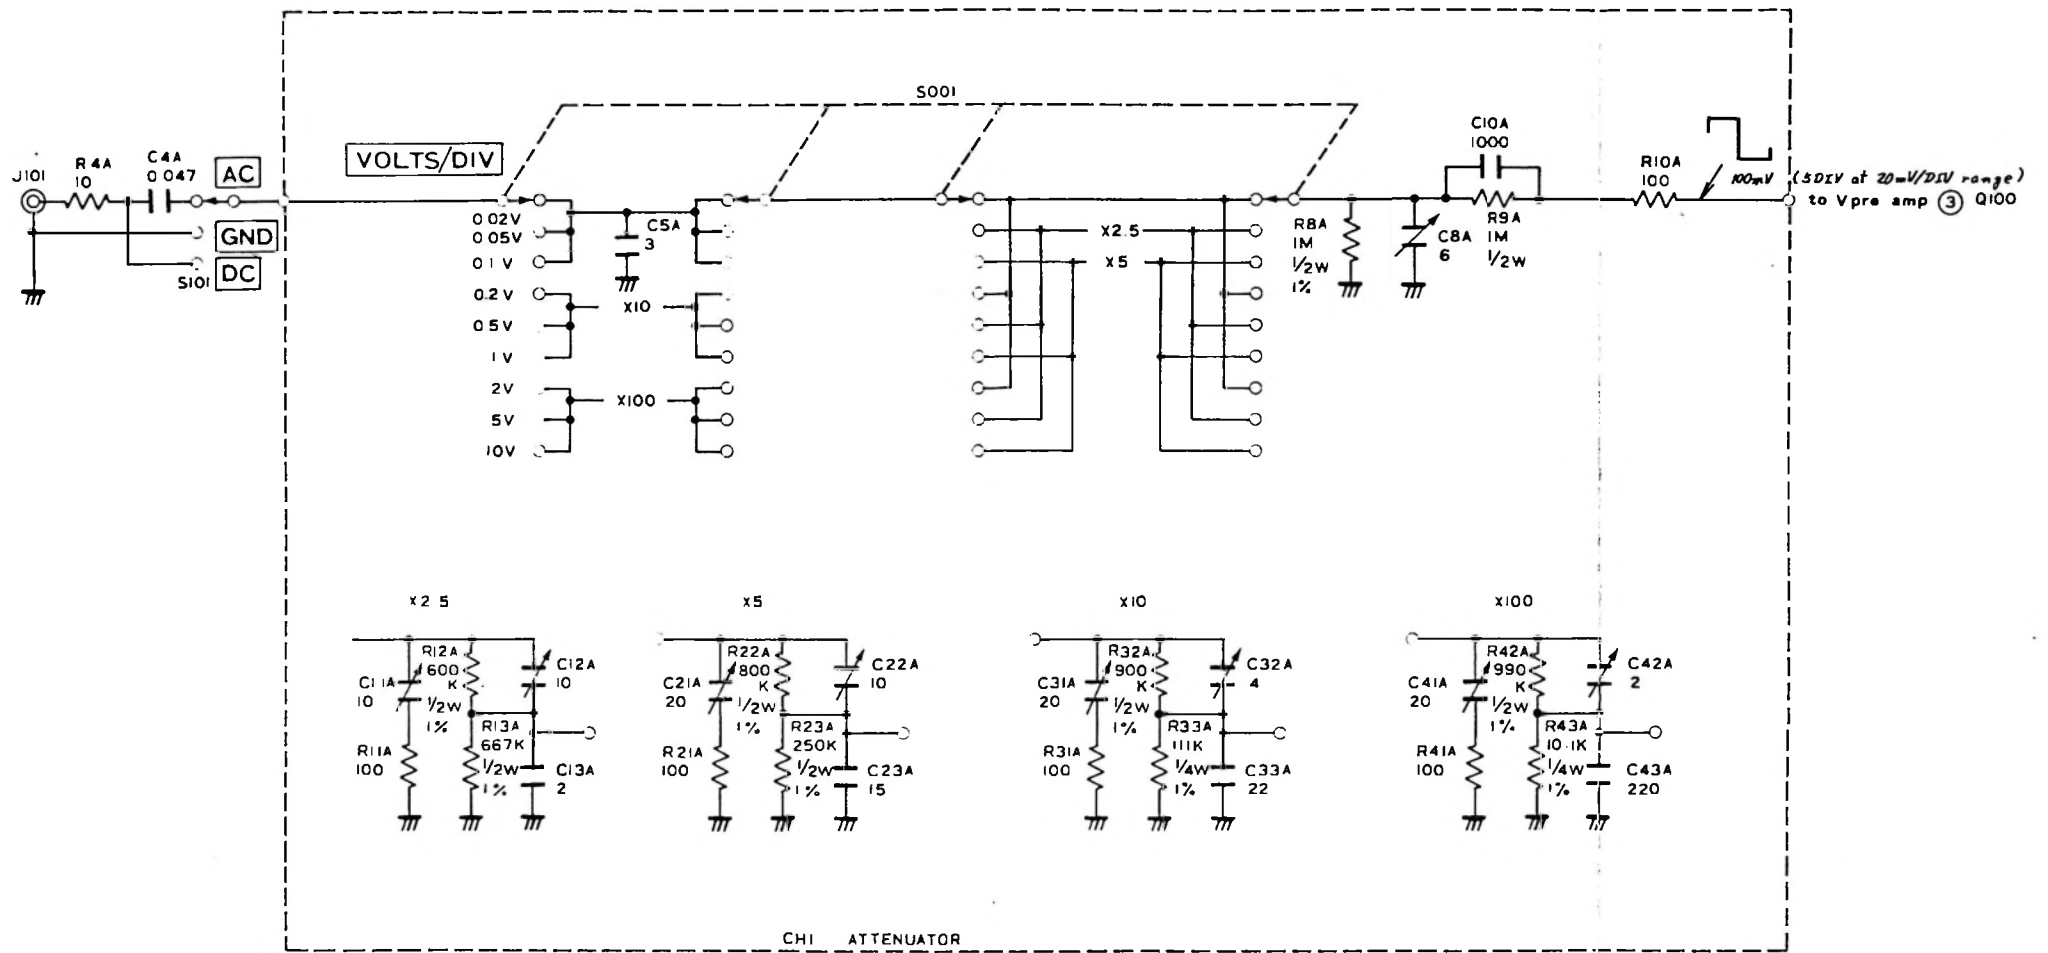 S001
J101
R4A
10
C4A
0.047
AC
GND
DC
S101
VOLTS/DIV
0.02V
0.05V
0.1V
0.2V
0.5V
1V
2V
5V
10V
C5A
3
X10
X100
X2.5
X5
R8A
1M
1/2W
1%
C8A
6
C10A
1000
R9A
1M
1/2W
R10A
100
100mV
(5DIV at 20mV/DIV range)
to V pre amp 3 Q100
X2.5
C11A
10
R11A
100
R12A
600
K
1/2W
1%
R13A
667K
1/2W
1%
C12A
10
C13A
2
X5
C21A
20
R21A
100
R22A
800
K
1/2W
1%
R23A
250K
1/2W
1%
C22A
10
C23A
15
X10
C31A
20
R31A
100
R32A
900
K
1/2W
1%
R33A
111K
1/4W
1%
C32A
4
C33A
22
X100
C41A
20
R41A
100
R42A
990
K
1/2W
1%
R43A
10.1K
1/4W
1%
C42A
2
C43A
220
CH1 ATTENUATOR